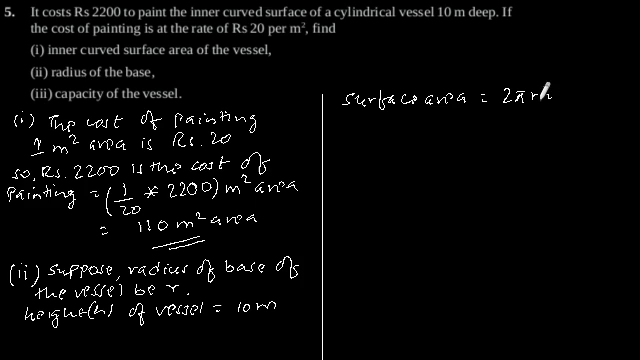 5. It costs Rs 2200 to paint the inner curved surface of a cylindrical vessel 10 m deep. If
the cost of painting is at the rate of Rs 20 per m², find
(i) inner curved surface area of the vessel,
(ii) radius of the base,
(iii) capacity of the vessel.
(i) The cost of Painting
1 m² area is Rs. 20
so, Rs. 2200 is the cost of
Painting = (1/20 * 2200) m² area
= 110 m² area
(ii) suppose, radius of base of
the vessel be r.
height(h) of vessel = 10m
surface area = 2πrh